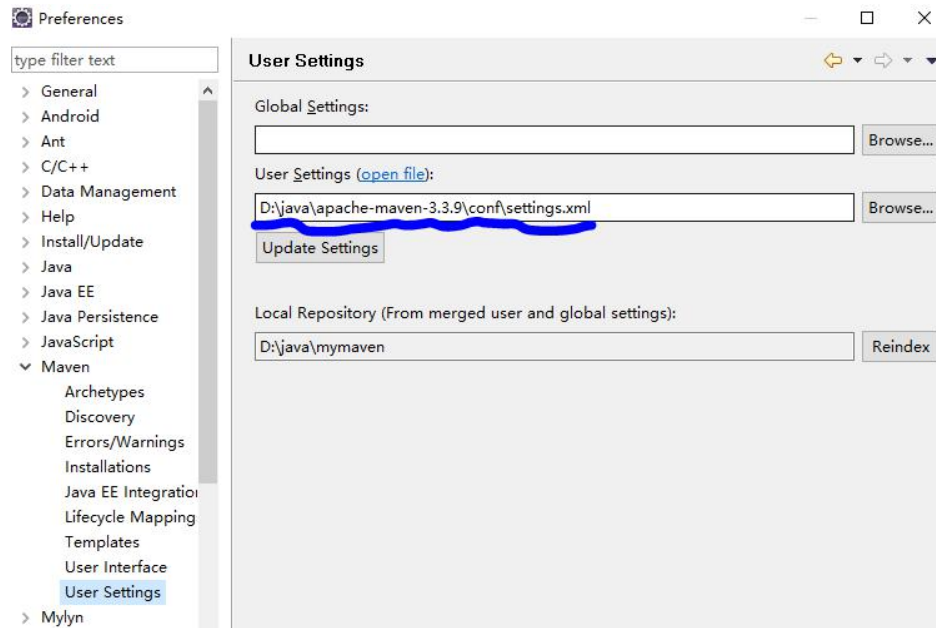 Preferences
type filter text
General
Android
Ant
C/C++
Data Management
Help
Install/Update
Java
Java EE
Java Persistence
JavaScript
Maven
Archetypes
Discovery
Errors/Warnings
Installations
Java EE Integration
Lifecycle Mapping
Templates
User Interface
User Settings
Mylyn
User Settings
Global Settings:
Browse...
User Settings (open file):
D:\java\apache-maven-3.3.9\conf\settings.xml
Browse...
Update Settings
Local Repository (From merged user and global settings):
D:\java\mymaven
Reindex